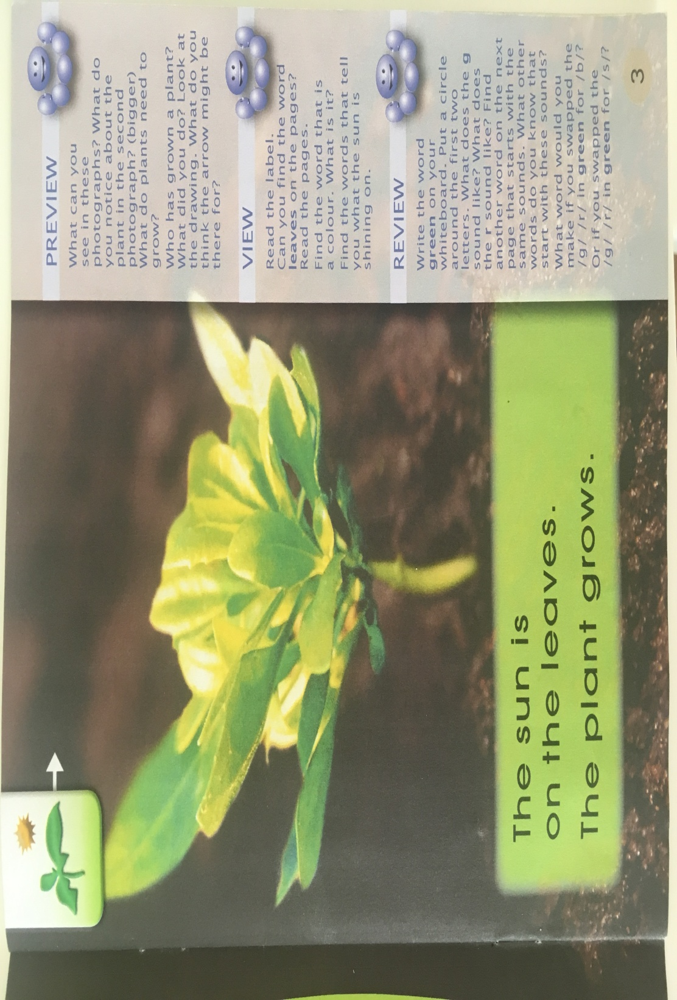 The sun is
on the leaves.
The plant grows.
PREVIEW
What can you
see in these
photographs? What do
you notice about the
plant in the second
photograph? (bigger)
What do plants need to
grow?
Who has grown a plant?
What did you do? Look at
the drawing. What do you
think the arrow might be
there for?
VIEW
Read the label.
Can you find the word
leaves on the pages?
Read the pages.
Find the word that is
a colour. What is it?
Find the words that tell
you what the sun is
shining on.
REVIEW
Write the word
green on your
whiteboard. Put a circle
around the first two
letters. What does the g
sound like? What does
the r sound like? Find
another word on the next
page that starts with the
same sounds. What other
words do you know that
start with these sounds?
What word would you
make if you swapped the
/g/ /r/ in green for /b/?
Or if you swapped the
/g/ /r/ in green for /s/?
3